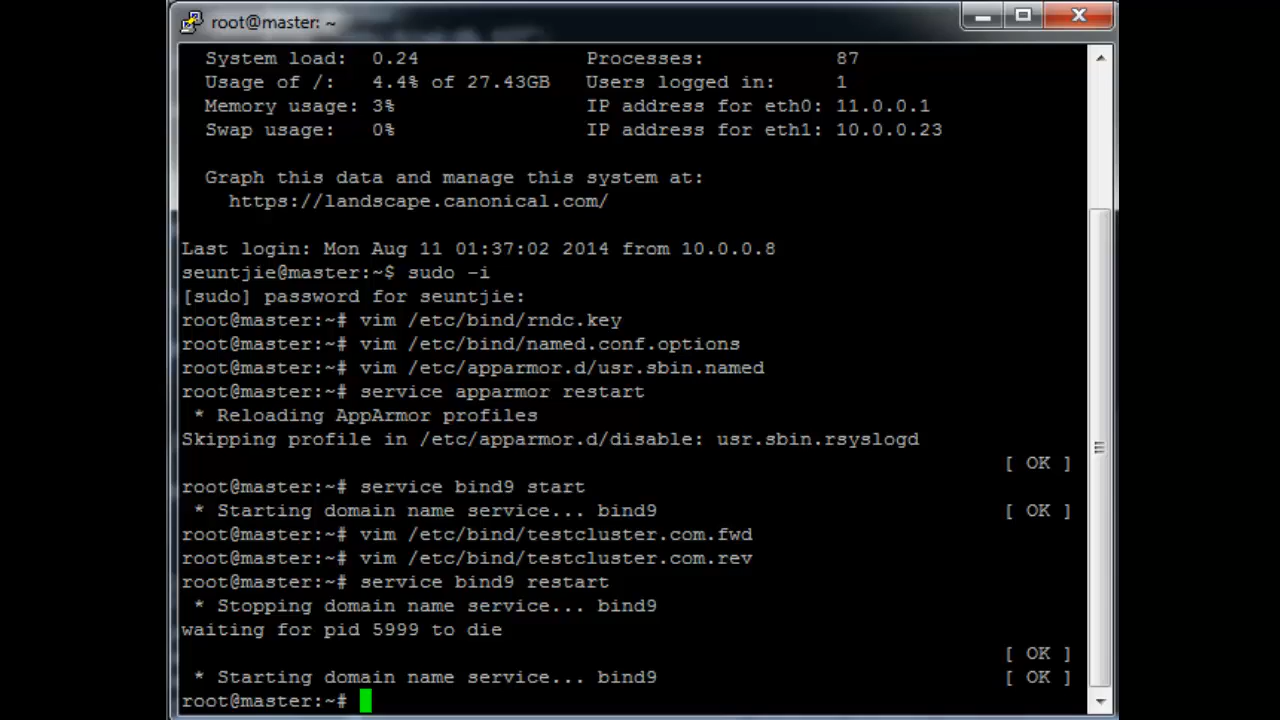 root@master: ~
System load: 0.24 Processes: 87
Usage of /: 4.4% of 27.43GB Users logged in: 1
Memory usage: 3% IP address for eth0: 11.0.0.1
Swap usage: 0% IP address for eth1: 10.0.0.23
Graph this data and manage this system at:
https://landscape.canonical.com/
Last login: Mon Aug 11 01:37:02 2014 from 10.0.0.8
seuntjie@master:~$ sudo -i
[sudo] password for seuntjie:
root@master:~# vim /etc/bind/rndc.key
root@master:~# vim /etc/bind/named.conf.options
root@master:~# vim /etc/apparmor.d/usr.sbin.named
root@master:~# service apparmor restart
* Reloading AppArmor profiles
Skipping profile in /etc/apparmor.d/disable: usr.sbin.rsyslogd
[ OK ]
root@master:~# service bind9 start
* Starting domain name service... bind9 [ OK ]
root@master:~# vim /etc/bind/testcluster.com.fwd
root@master:~# vim /etc/bind/testcluster.com.rev
root@master:~# service bind9 restart
* Stopping domain name service... bind9
waiting for pid 5999 to die
[ OK ]
* Starting domain name service... bind9 [ OK ]
root@master:~#